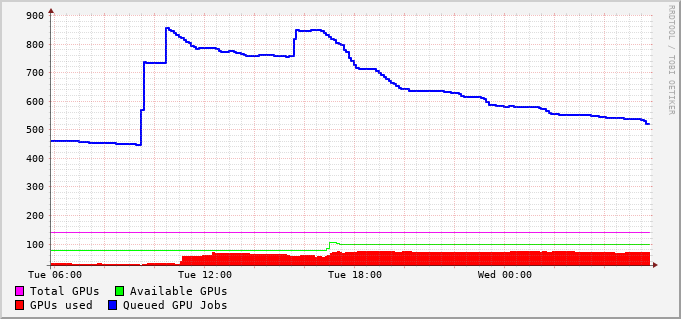 900
800
700
600
500
400
300
200
100
Tue 06:00 Tue 12:00 Tue 18:00 Wed 00:00
Total GPUs Available GPUs
GPUs used Queued GPU Jobs
RRDTOOL / TOBI OETIKER